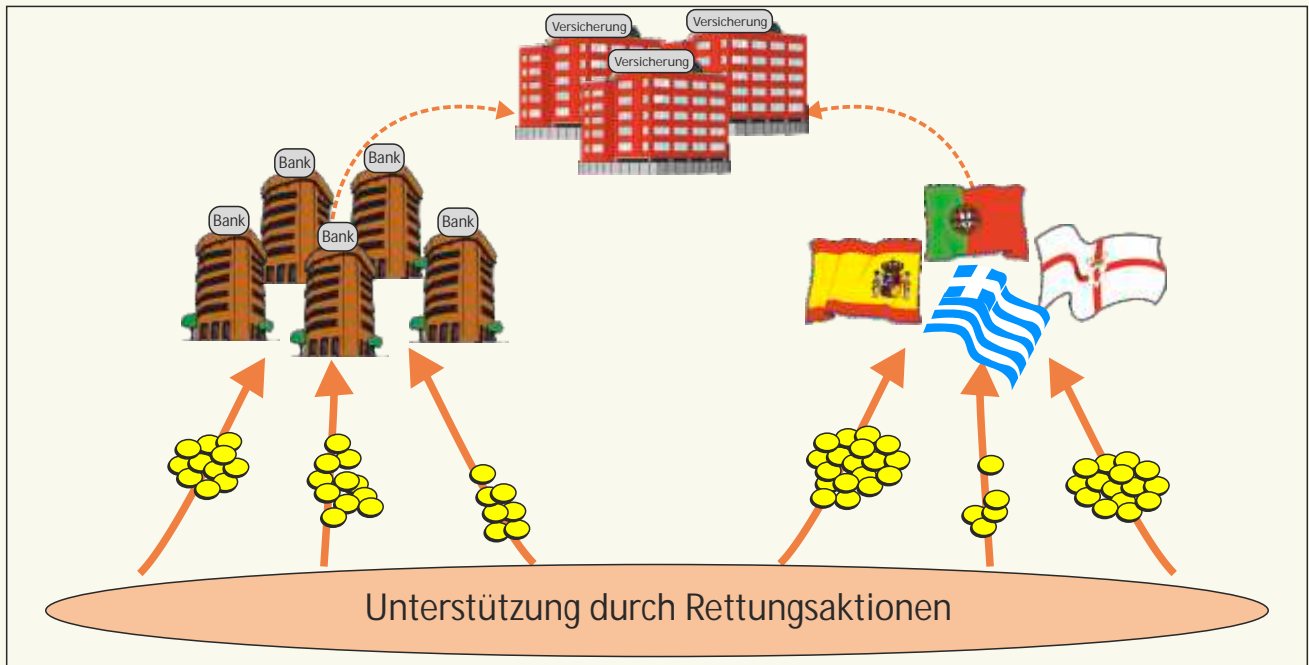 Versicherung
Versicherung
Versicherung
Bank
Bank
Bank
Bank
Bank
Unterstützung durch Rettungsaktionen